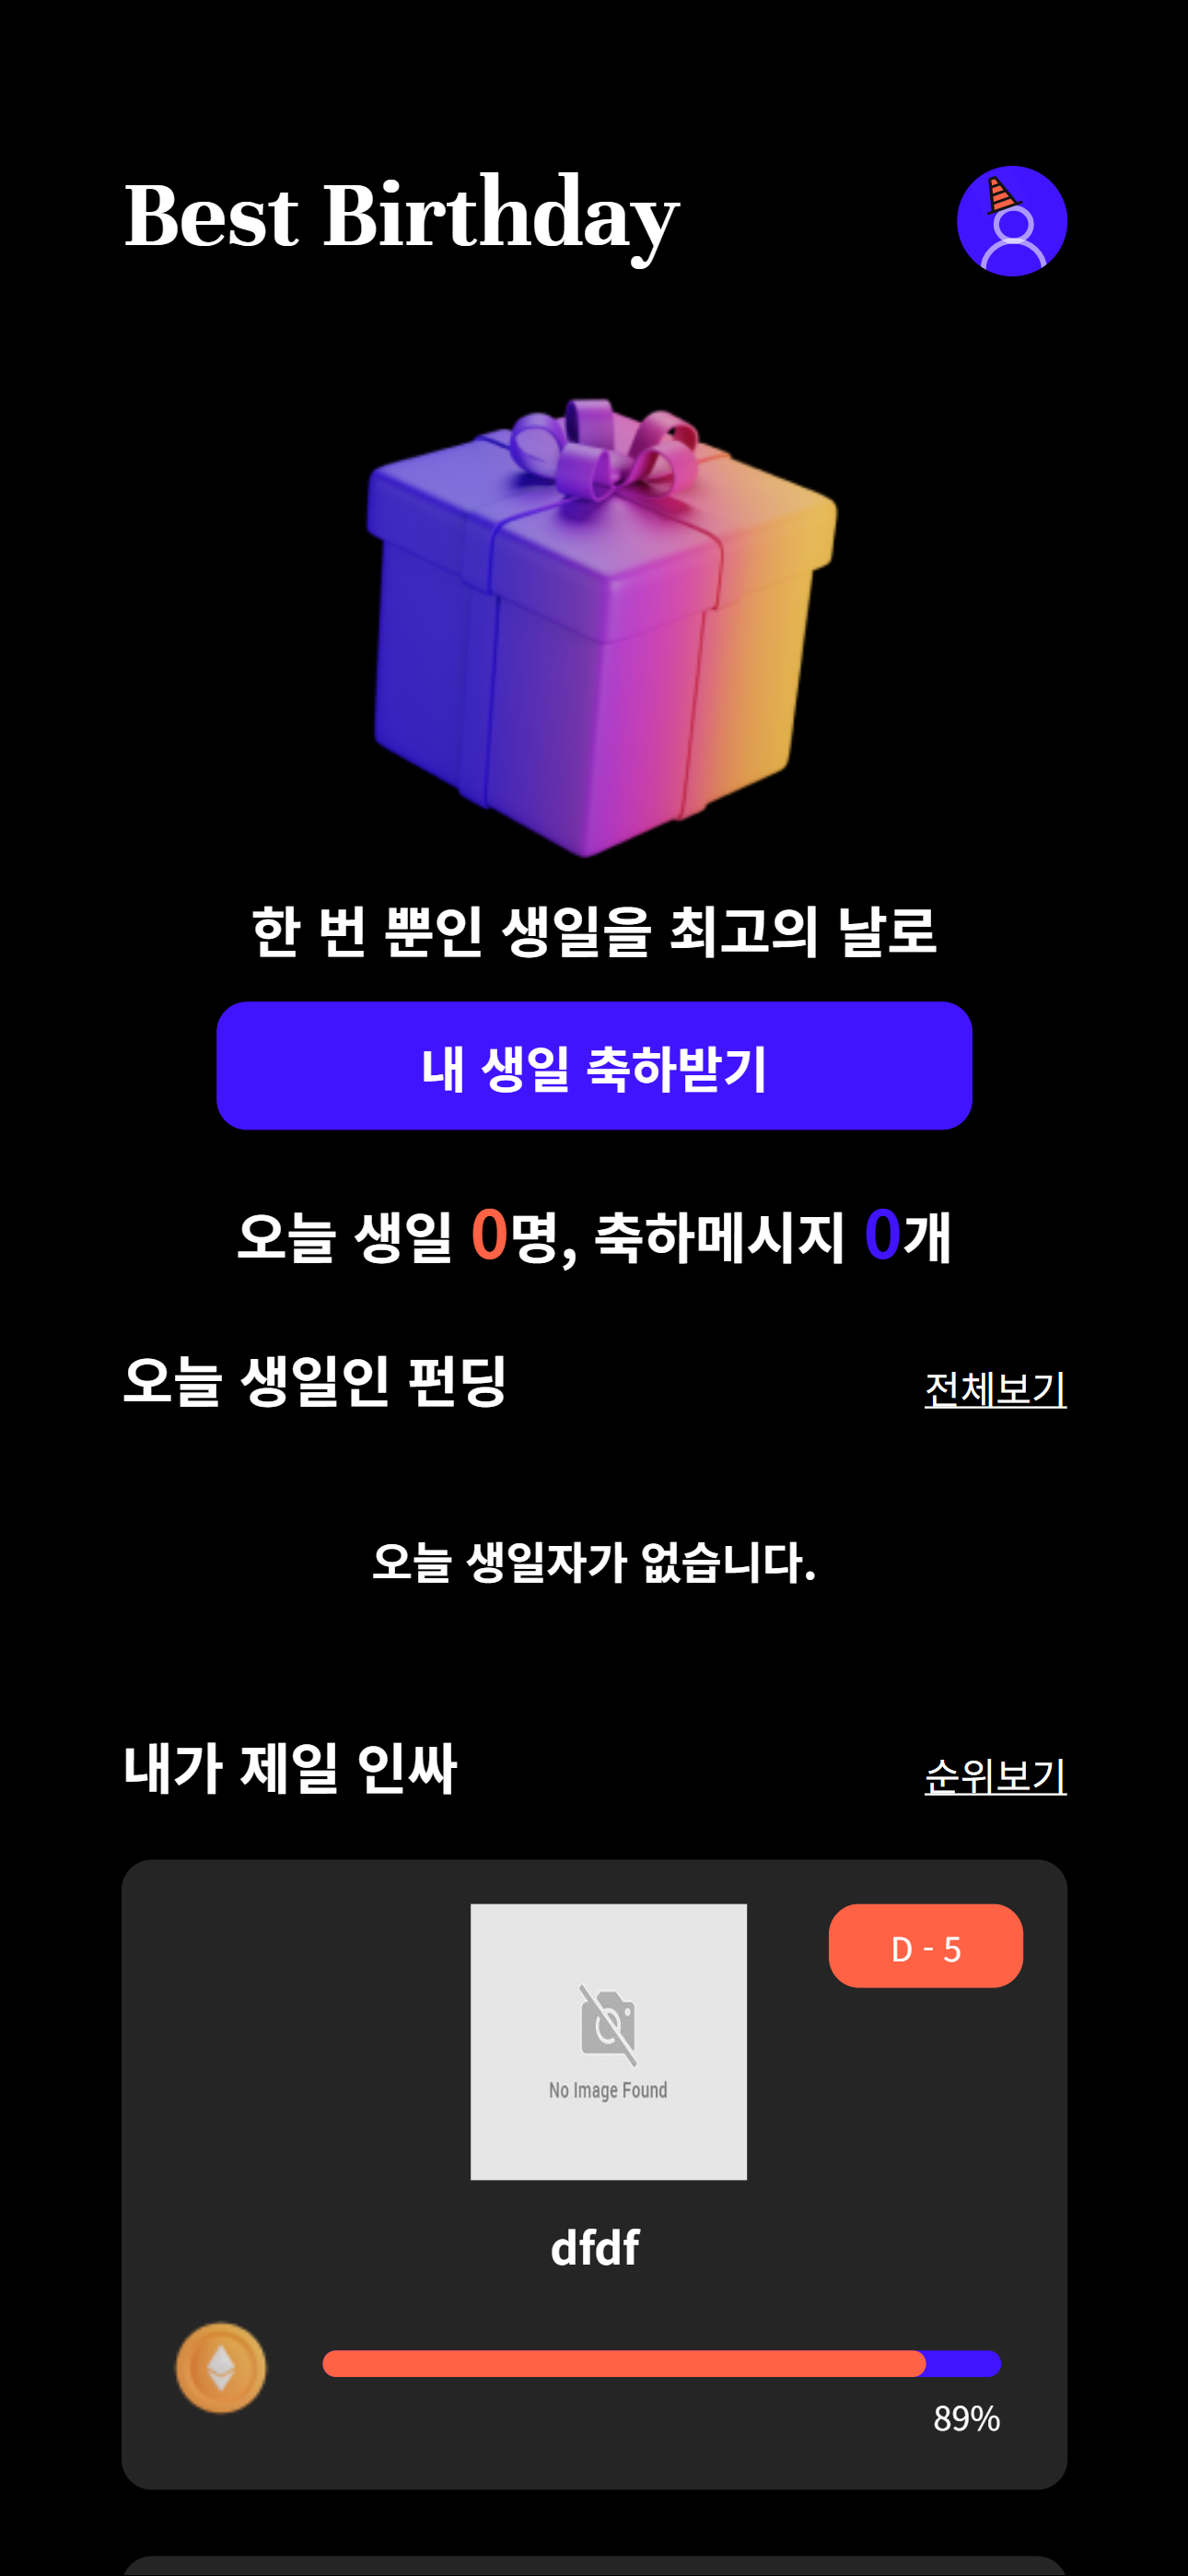 Best Birthday
한 번 뿐인 생일을 최고의 날로
내 생일 축하받기
오늘 생일 0명, 축하메시지 0개
오늘 생일인 펀딩 전체보기
오늘 생일자가 없습니다.
내가 제일 인싸 순위보기
D - 5
No Image Found
dfdf
89%